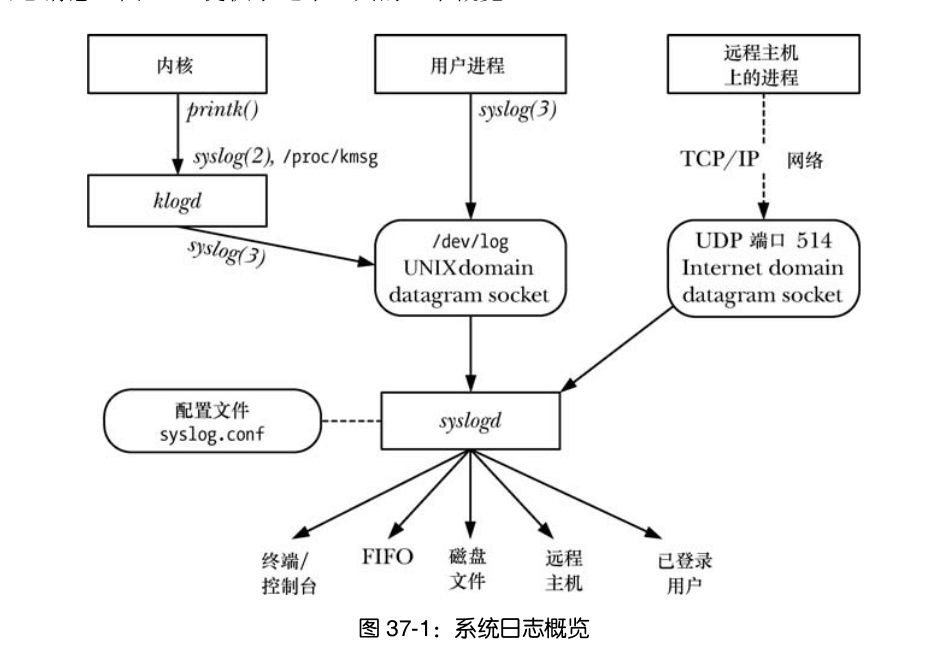 内核
用户进程
远程主机
上的进程
printk()
syslog(3)
syslog(2), /proc/kmsg
TCP/IP 网络
klogd
syslog(3)
/dev/log
UNIX domain
datagram socket
UDP 端口 514
Internet domain
datagram socket
配置文件
syslog.conf
syslogd
终端/
控制台
FIFO
磁盘
文件
远程
主机
已登录
用户
图 37-1：系统日志概览